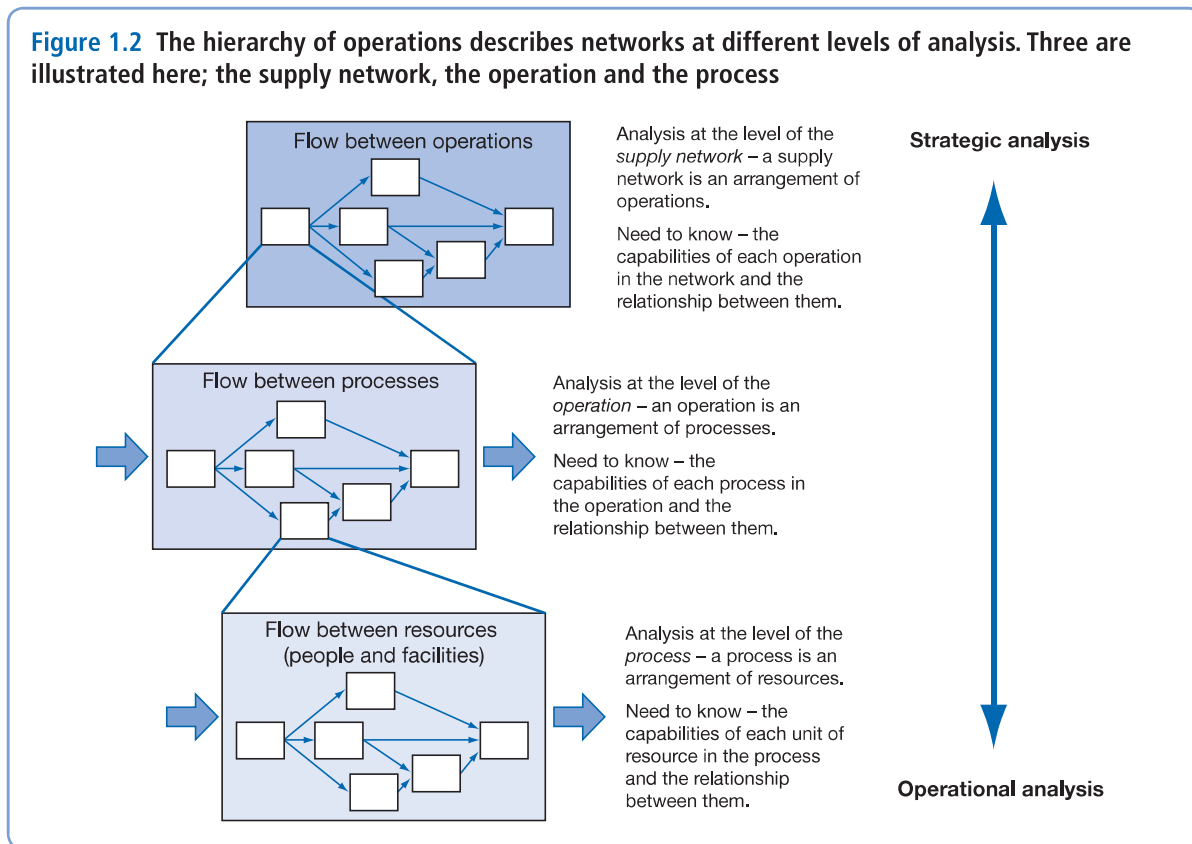 Figure 1.2 The hierarchy of operations describes networks at different levels of analysis. Three are
illustrated here; the supply network, the operation and the process
Flow between operations
Analysis at the level of the
supply network – a supply
network is an arrangement of
operations.
Need to know – the
capabilities of each operation
in the network and the
relationship between them.
Strategic analysis
Flow between processes
Analysis at the level of the
operation – an operation is an
arrangement of processes.
Need to know – the
capabilities of each process in
the operation and the
relationship between them.
Flow between resources
(people and facilities)
Analysis at the level of the
process – a process is an
arrangement of resources.
Need to know – the
capabilities of each unit of
resource in the process
and the relationship
between them.
Operational analysis